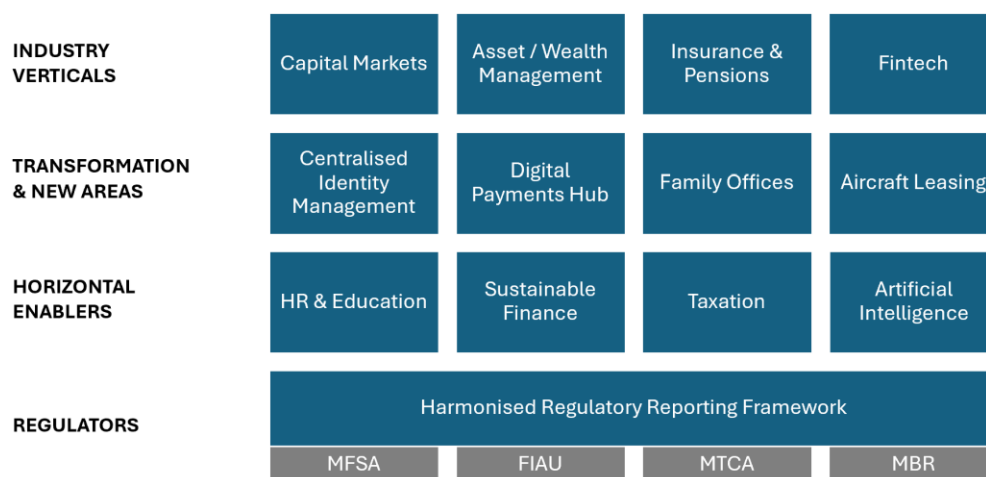 INDUSTRY
VERTICALS
Capital Markets
Asset / Wealth
Management
Insurance &
Pensions
Fintech
TRANSFORMATION
& NEW AREAS
Centralised
Identity
Management
Digital
Payments Hub
Family Offices
Aircraft Leasing
HORIZONTAL
ENABLERS
HR & Education
Sustainable
Finance
Taxation
Artificial
Intelligence
REGULATORS
Harmonised Regulatory Reporting Framework
MFSA
FIAU
MTCA
MBR